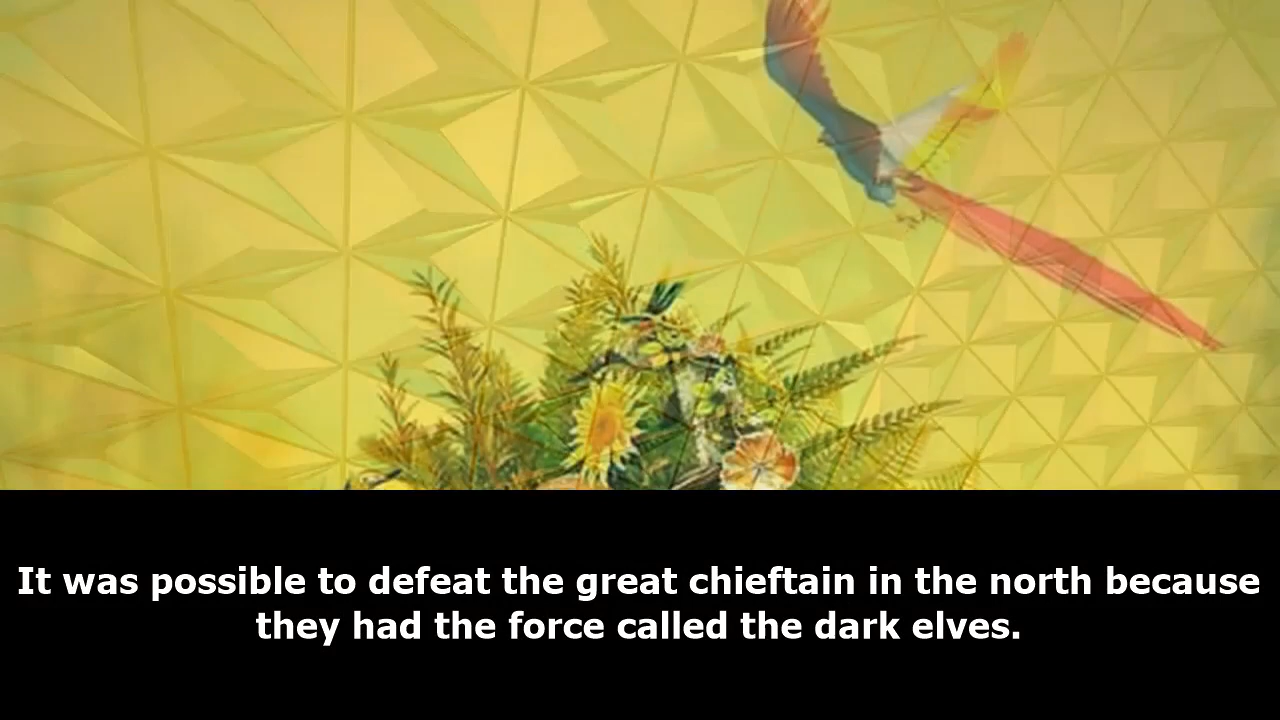 It was possible to defeat the great chieftain in the north because
they had the force called the dark elves.